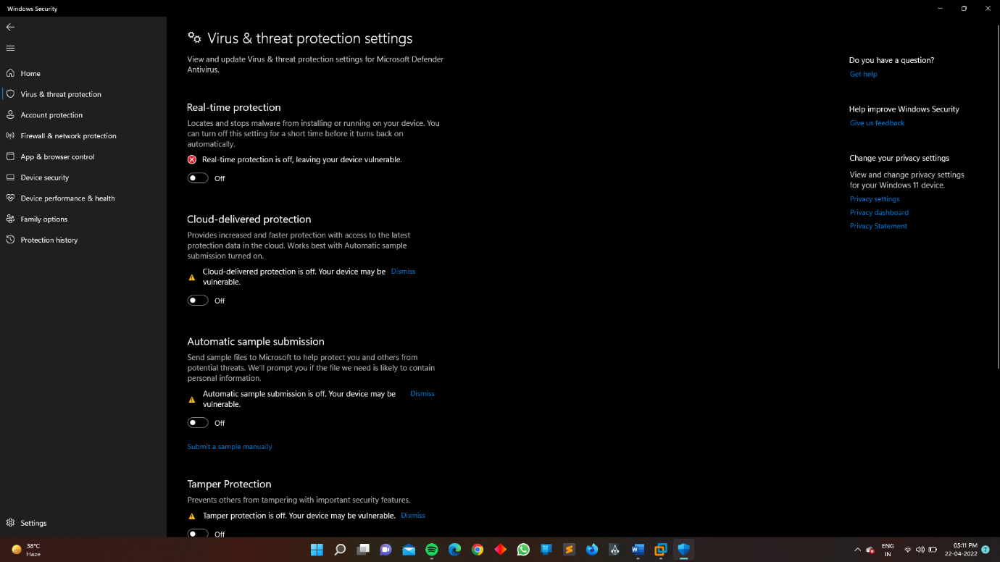 Windows Security
Home
Virus & threat protection
Account protection
Firewall & network protection
App & browser control
Device security
Device performance & health
Family options
Protection history
Settings
Virus & threat protection settings
View and update Virus & threat protection settings for Microsoft Defender
Antivirus.
Real-time protection
Locates and stops malware from installing or running on your device. You
can turn off this setting for a short time before it turns back on
automatically.
Real-time protection is off, leaving your device vulnerable.
Off
Cloud-delivered protection
Provides increased and faster protection with access to the latest
protection data in the cloud. Works best with Automatic sample
submission turned on.
Cloud-delivered protection is off. Your device may be Dismiss
vulnerable.
Off
Automatic sample submission
Send sample files to Microsoft to help protect you and others from
potential threats. We'll prompt you if the file we need is likely to contain
personal information.
Automatic sample submission is off. Your device may be Dismiss
vulnerable.
Off
Submit a sample manually
Tamper Protection
Prevents others from tampering with important security features.
Tamper protection is off. Your device may be vulnerable. Dismiss
Off
Do you have a question?
Get help
Help improve Windows Security
Give us feedback
Change your privacy settings
View and change privacy settings
for your Windows 11 device.
Privacy settings
Privacy dashboard
Privacy Statement
38°C
Haze
ENG
IN
05:11 PM
22-04-2022
7